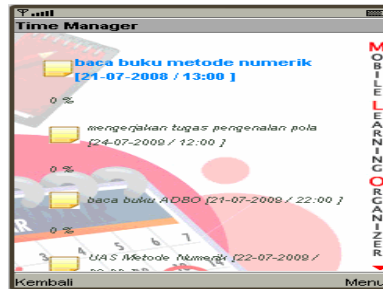 Time Manager
baca buku metode numerik
[21-07-2008 / 13:00 ]
0 %
mengerjakan tugas pengenalan pola
[24-07-2008 / 12:00 ]
0 %
baca buku ADBO [21-07-2008 / 22:00 ]
0 %
UAS Metode Numerik [22-07-2008 /
MOBILE LEARNING ORGANIZER
Kembali
Menu